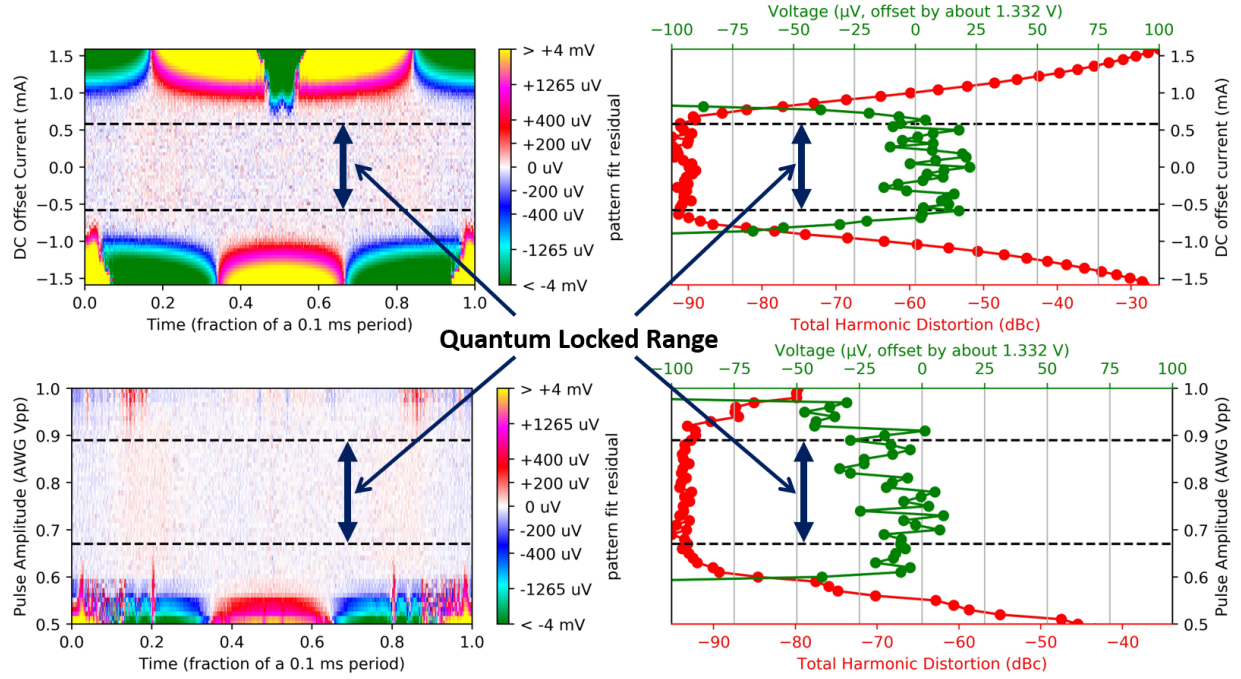 DC Offset Current (mA)
1.5
1.0
0.5
0.0
−0.5
−1.0
−1.5
0.0
0.2
0.4
0.6
0.8
1.0
Time (fraction of a 0.1 ms period)
> +4 mV
+1265 uV
+400 uV
+200 uV
0 uV
-200 uV
-400 uV
-1265 uV
< -4 mV
pattern fit residual
Voltage (μV, offset by about 1.332 V)
−100
−75
−50
−25
0
25
50
75
100
1.5
1.0
0.5
0.0
−0.5
−1.0
−1.5
DC Offset current (mA)
−90
−80
−70
−60
−50
−40
−30
Total Harmonic Distortion (dBc)
Quantum Locked Range
Pulse Amplitude (AWG Vpp)
1.0
0.9
0.8
0.7
0.6
0.5
0.0
0.2
0.4
0.6
0.8
1.0
Time (fraction of a 0.1 ms period)
> +4 mV
+1265 uV
+400 uV
+200 uV
0 uV
-200 uV
-400 uV
-1265 uV
< -4 mV
pattern fit residual
Voltage (μV, offset by about 1.332 V)
−100
−75
−50
−25
0
25
50
75
100
1.0
0.9
0.8
0.7
0.6
0.5
Pulse Amplitude (AWG Vpp)
−90
−80
−70
−60
−50
−40
Total Harmonic Distortion (dBc)